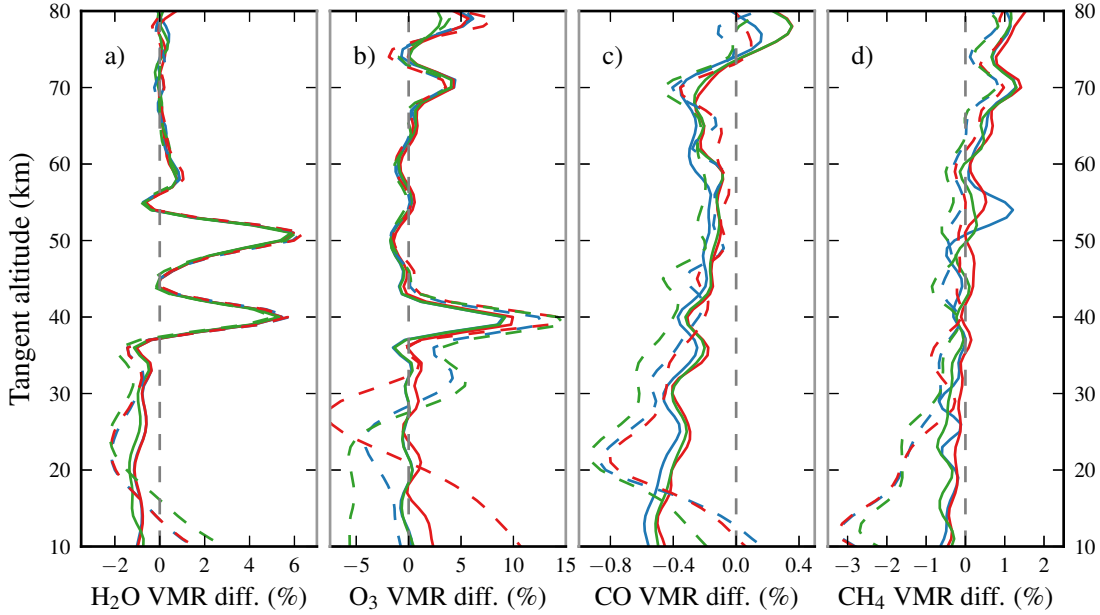 a) b) c) d)
Tangent altitude (km)
80 80
70 70
60 60
50 50
40 40
30 30
20 20
10 10
−2 0 2 4 6
−5 0 5 10 15
−0.8 −0.4 0.0 0.4
−3 −2 −1 0 1 2
H₂O VMR diff. (%) O₃ VMR diff. (%) CO VMR diff. (%) CH₄ VMR diff. (%)